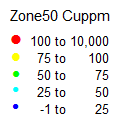 Zone50 Cuppm
100 to 10,000
75 to 100
50 to 75
25 to 50
-1 to 25